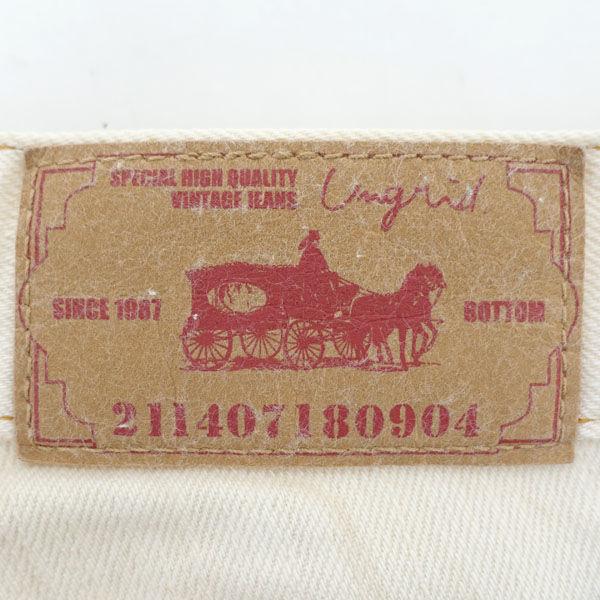 SPECIAL HIGH QUALITY
VINTAGE JEANS
Ungrid
SINCE 1987
BOTTOM
211407180904